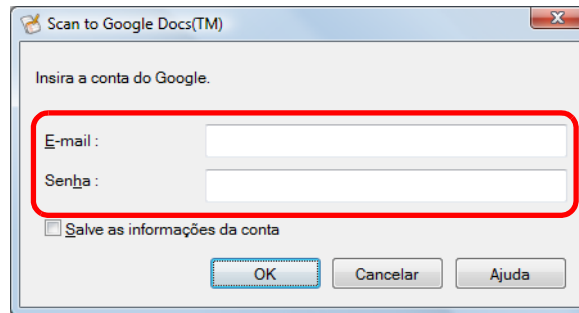 Scan to Google Docs(TM)
Insira a conta do Google.
E-mail :
Senha :
Salve as informações da conta
OK Cancelar Ajuda